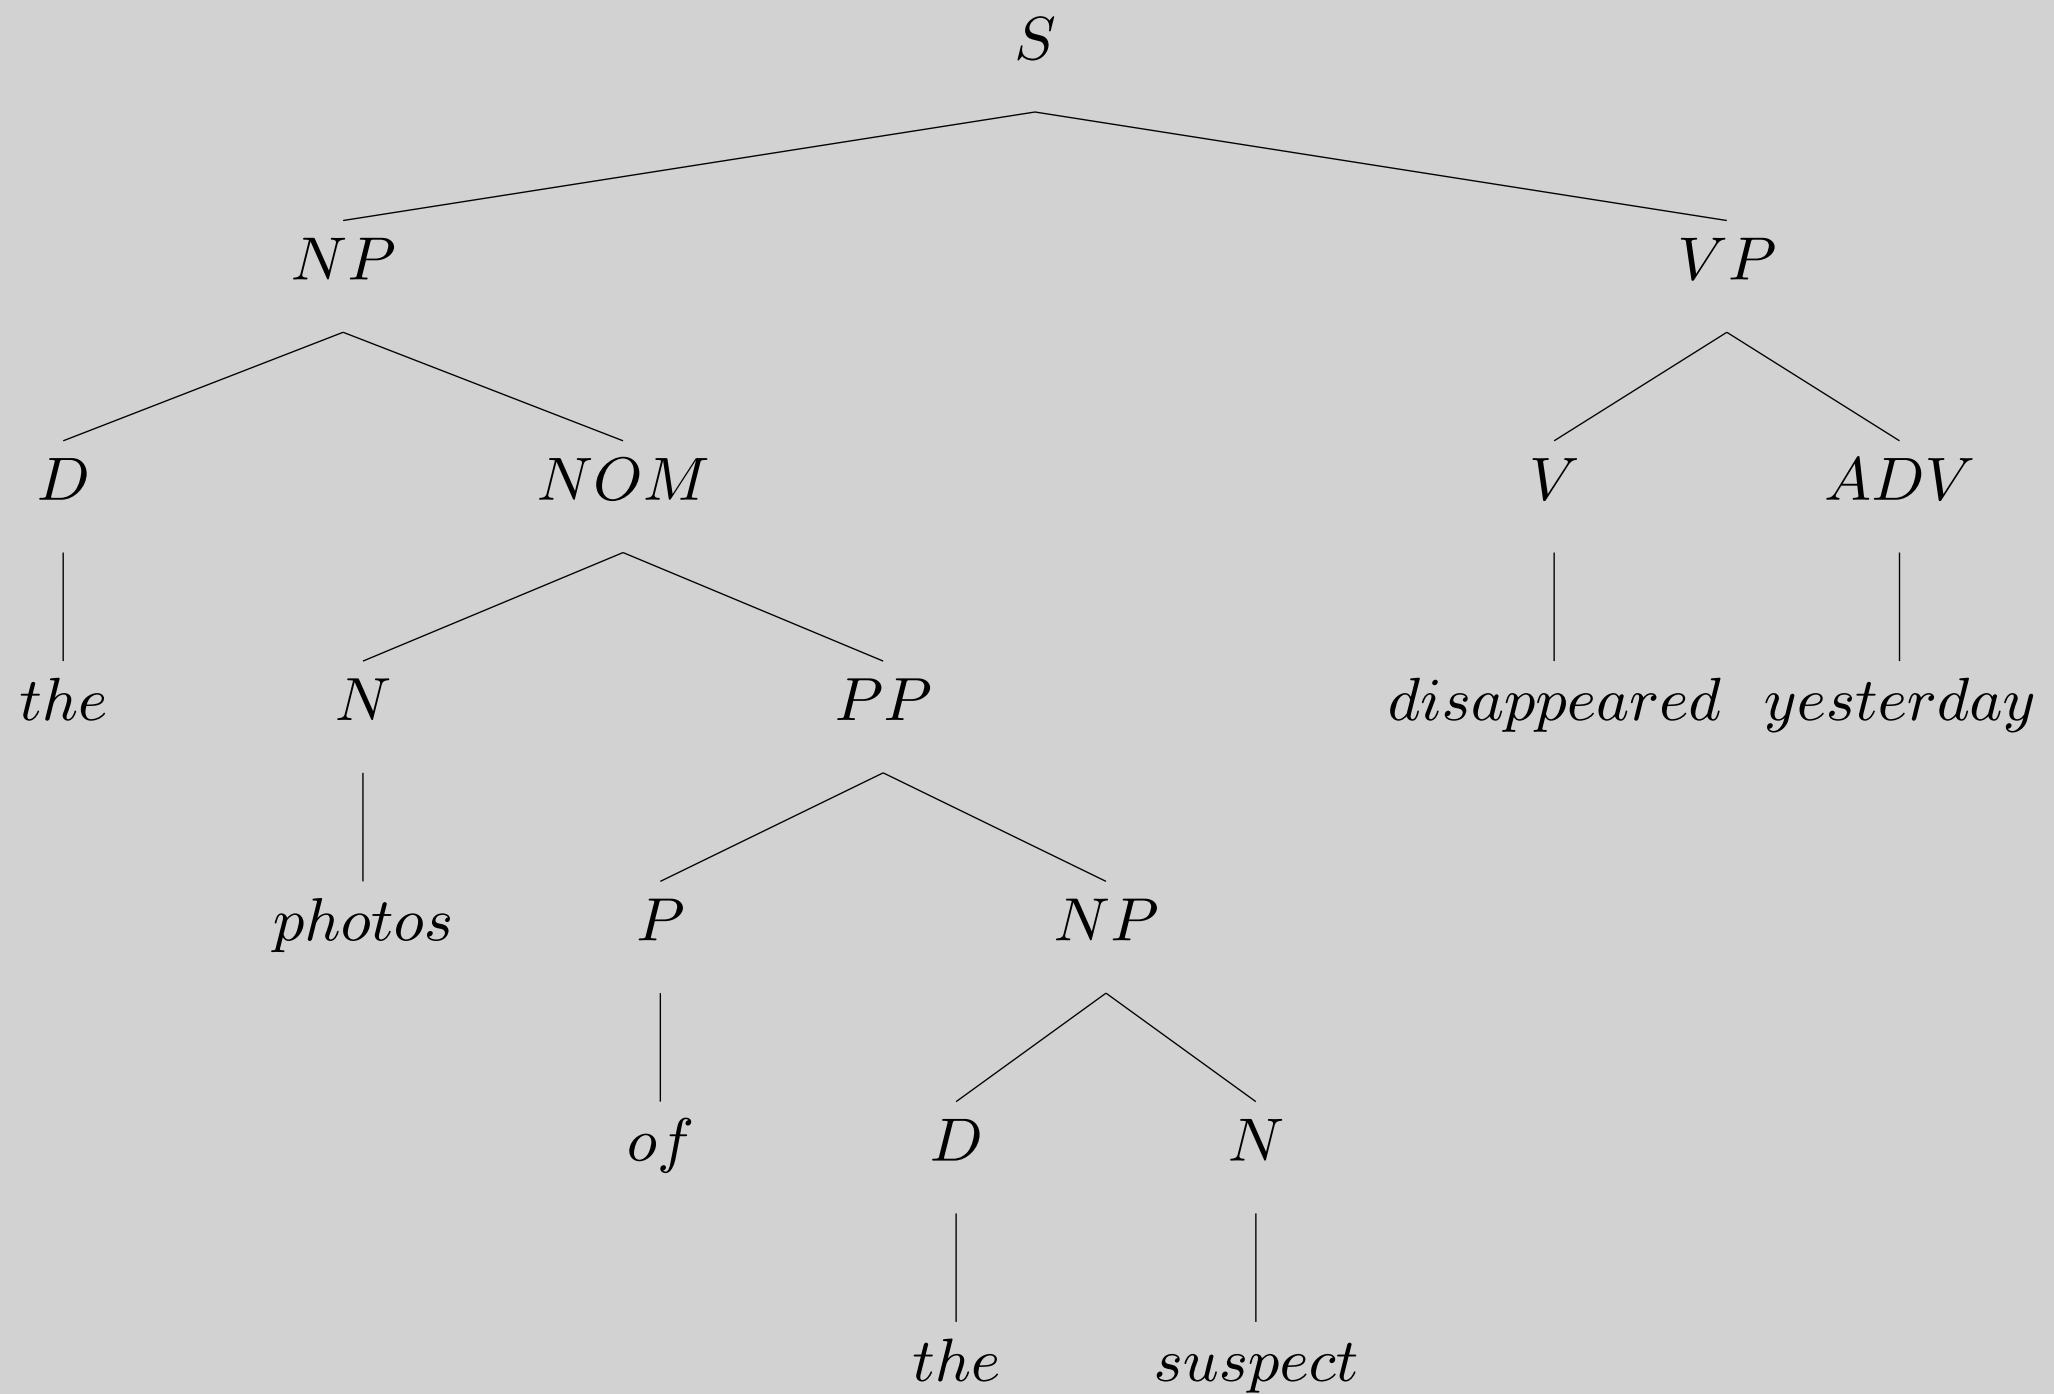 S
NP VP
D NOM V ADV
the N PP disappeared yesterday
photos P NP
of D N
the suspect